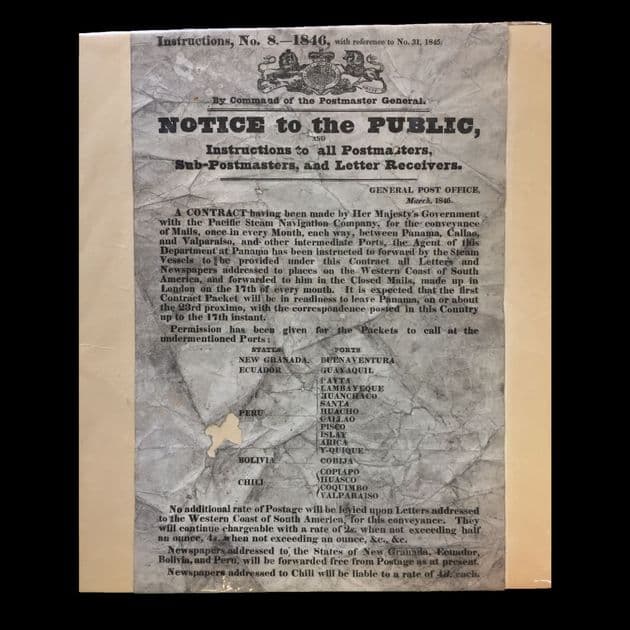 Instructions, No. 8.—1846, with reference to No. 31, 1845.
By Command of the Postmaster General.
NOTICE to the PUBLIC,
AND
Instructions to all Postmasters,
Sub-Postmasters, and Letter Receivers.
GENERAL POST OFFICE,
March, 1846.
A CONTRACT having been made by Her Majesty's Government
with the Pacific Steam Navigation Company, for the conveyance
of Mails, once in every Month, each way, between Panama, Callao,
and Valparaiso, and other intermediate Ports, the Agent of this
Department at Panama has been instructed to forward by the Steam
Vessels to be provided under this Contract all Letters and
Newspapers addressed to places on the Western Coast of South
America, and forwarded to him in the Closed Mails, made up in
London on the 17th of every month. It is expected that the first
Contract Packet will be in readiness to leave Panama, on or about
the 23rd proximo, with the correspondence posted in this Country
up to the 17th instant.
Permission has been given for the Packets to call at the
undermentioned Ports:
STATES PORTS
NEW GRANADA, BUENAVENTURA
ECUADOR GUAYAQUIL
PERU
PAYTA
LAMBAYEQUE
HUANCHACO
SANTA
HUACHO
CALLAO
PISCO
ISLAY
ARICA
Y-QUIQUE
BOLIVIA COBIJA
CHILI
COPIAPO
HUASCO
COQUIMBO
VALPARAISO
No additional rate of Postage will be levied upon Letters addressed
to the Western Coast of South America, for this conveyance. They
will continue chargeable with a rate of 2s. when not exceeding half
an ounce, 4s. when not exceeding an ounce, &c., &c.
Newspapers addressed to the States of New Granada, Ecuador,
Bolivia, and Peru, will be forwarded free from Postage as at present.
Newspapers addressed to Chili will be liable to a rate of 4d. each.